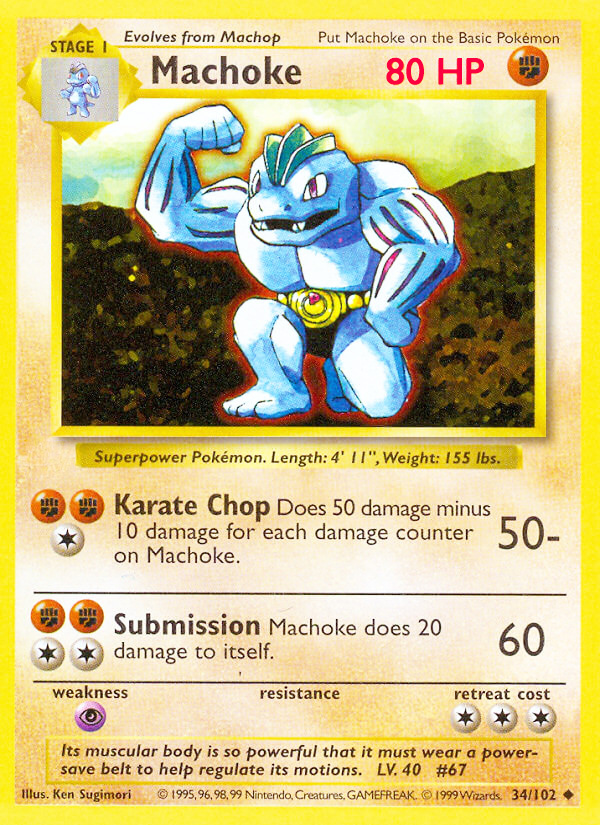 STAGE 1
Evolves from Machop
Put Machoke on the Basic Pokémon
Machoke
80 HP
Superpower Pokémon. Length: 4' 11", Weight: 155 lbs.
Karate Chop Does 50 damage minus
10 damage for each damage counter
on Machoke.
50-
Submission Machoke does 20
damage to itself.
60
weakness
resistance
retreat cost
Its muscular body is so powerful that it must wear a power-
save belt to help regulate its motions. LV. 40 #67
Illus. Ken Sugimori
© 1995, 96, 98, 99 Nintendo, Creatures, GAMEFREAK. © 1999 Wizards.
34/102